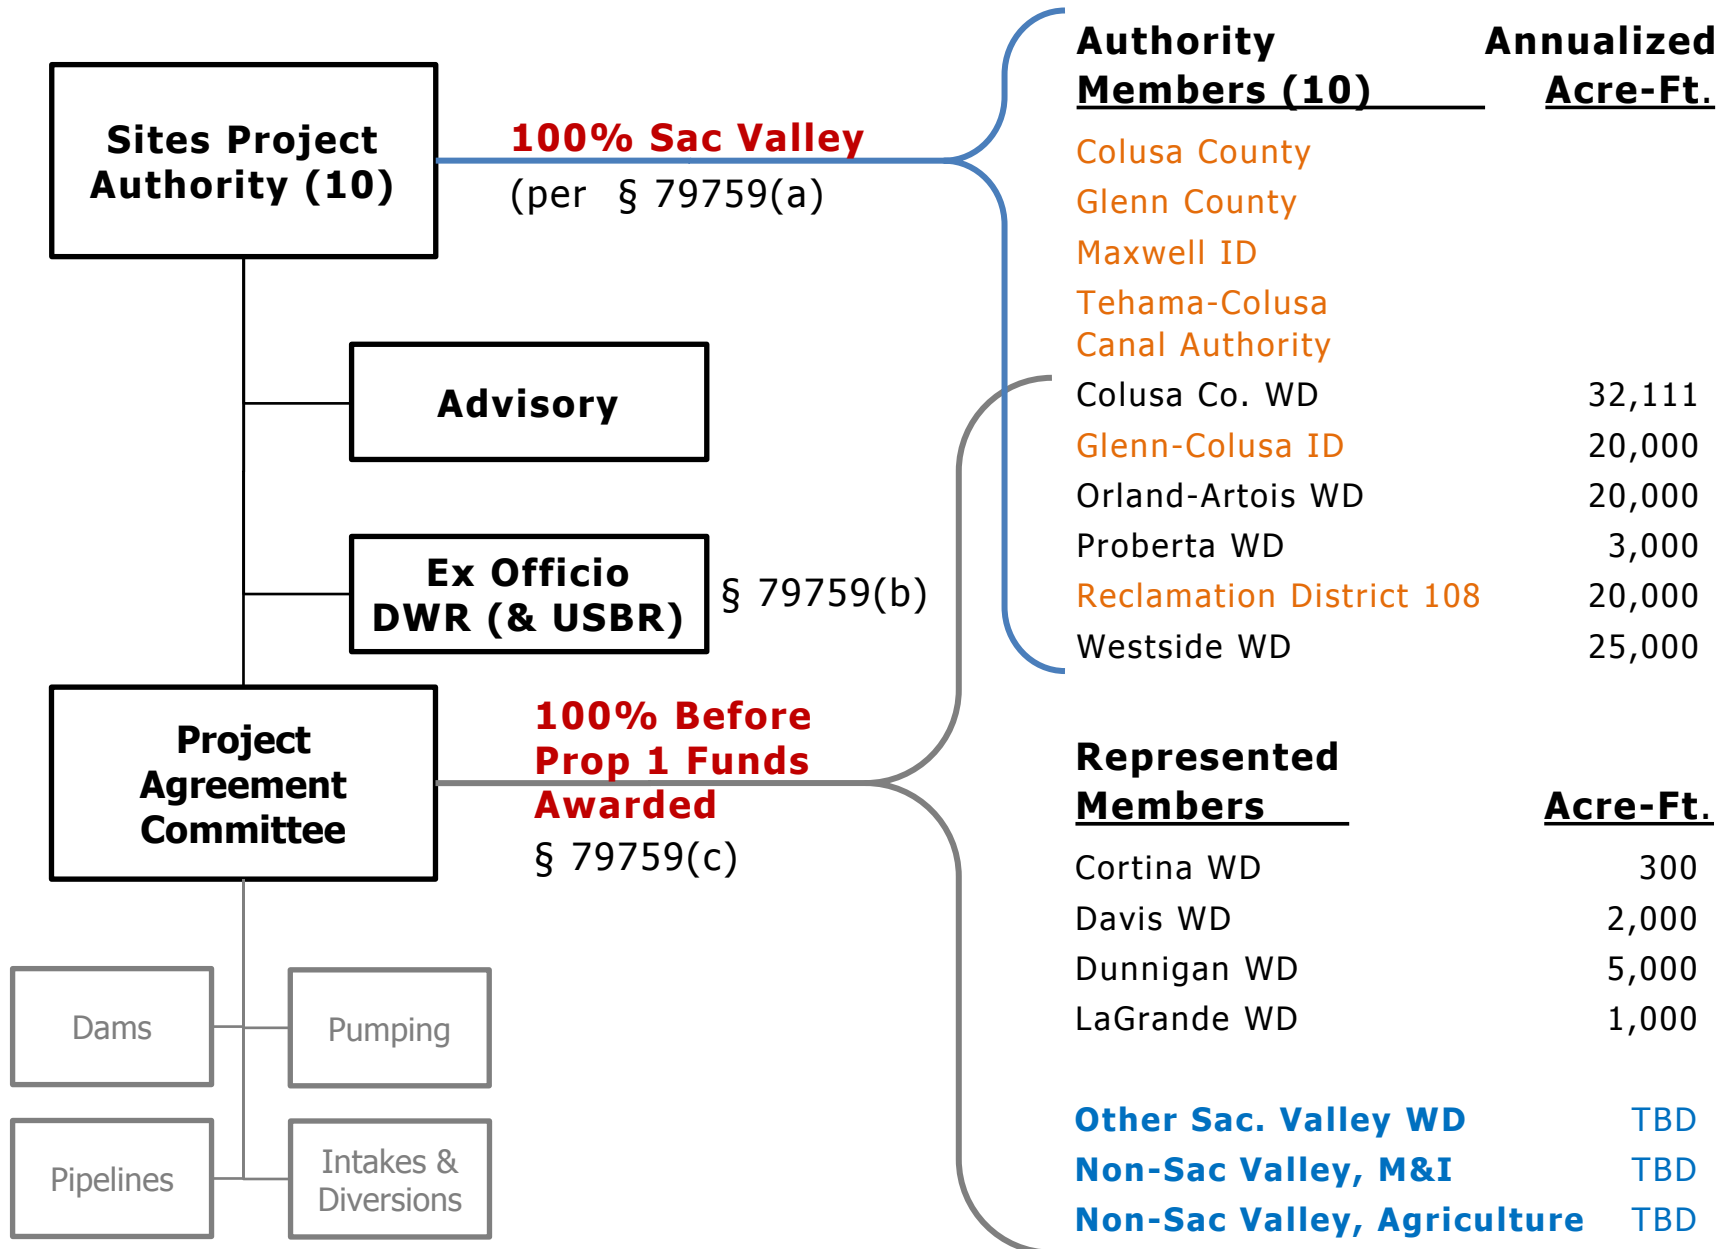 Sites Project
Authority (10)
100% Sac Valley
(per § 79759(a)
Advisory
Ex Officio
DWR (& USBR)
§ 79759(b)
Project
Agreement
Committee
100% Before
Prop 1 Funds
Awarded
§ 79759(c)
Dams
Pumping
Pipelines
Intakes &
Diversions
Authority Annualized
Members (10) Acre-Ft.
Colusa County
Glenn County
Maxwell ID
Tehama-Colusa
Canal Authority
Colusa Co. WD 32,111
Glenn-Colusa ID 20,000
Orland-Artois WD 20,000
Proberta WD 3,000
Reclamation District 108 20,000
Westside WD 25,000
Represented
Members Acre-Ft.
Cortina WD 300
Davis WD 2,000
Dunnigan WD 5,000
LaGrande WD 1,000
Other Sac. Valley WD TBD
Non-Sac Valley, M&I TBD
Non-Sac Valley, Agriculture TBD